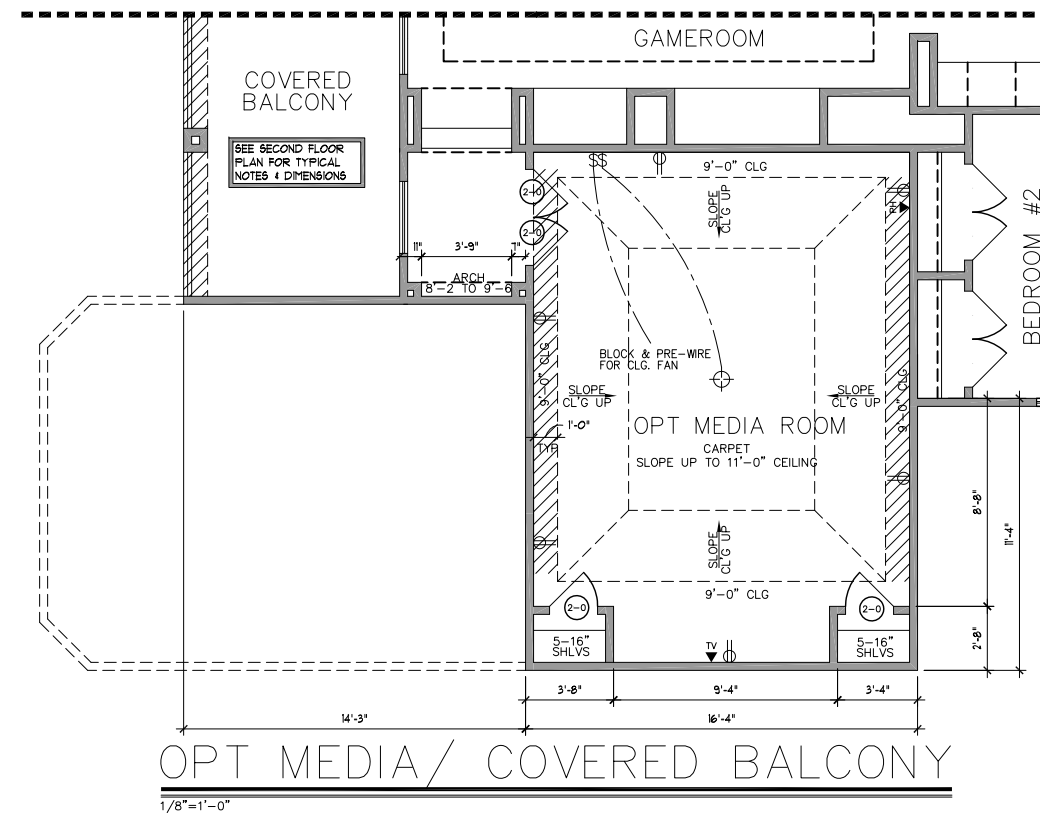 GAMEROOM
COVERED
BALCONY
SEE SECOND FLOOR
PLAN FOR TYPICAL
NOTES & DIMENSIONS
9'-0" CLG
SLOPE
CL'G UP
RH
BEDROOM #2
2-0
2-0
11"
3'-9"
7"
ARCH
8'-2 TO 9'-6
9'-0" CLG
BLOCK & PRE-WIRE
FOR CLG. FAN
SLOPE
CL'G UP
SLOPE
CL'G UP
9'-0" CLG
1'-0"
TYP
OPT MEDIA ROOM
CARPET
SLOPE UP TO 11'-0" CEILING
SLOPE
CL'G UP
8'-8"
11'-4"
9'-0" CLG
2-0
2-0
5-16"
SHLVS
TV
5-16"
SHLVS
2'-8"
3'-8"
9'-4"
3'-4"
14'-3"
16'-4"
OPT MEDIA/ COVERED BALCONY
1/8"=1'-0"